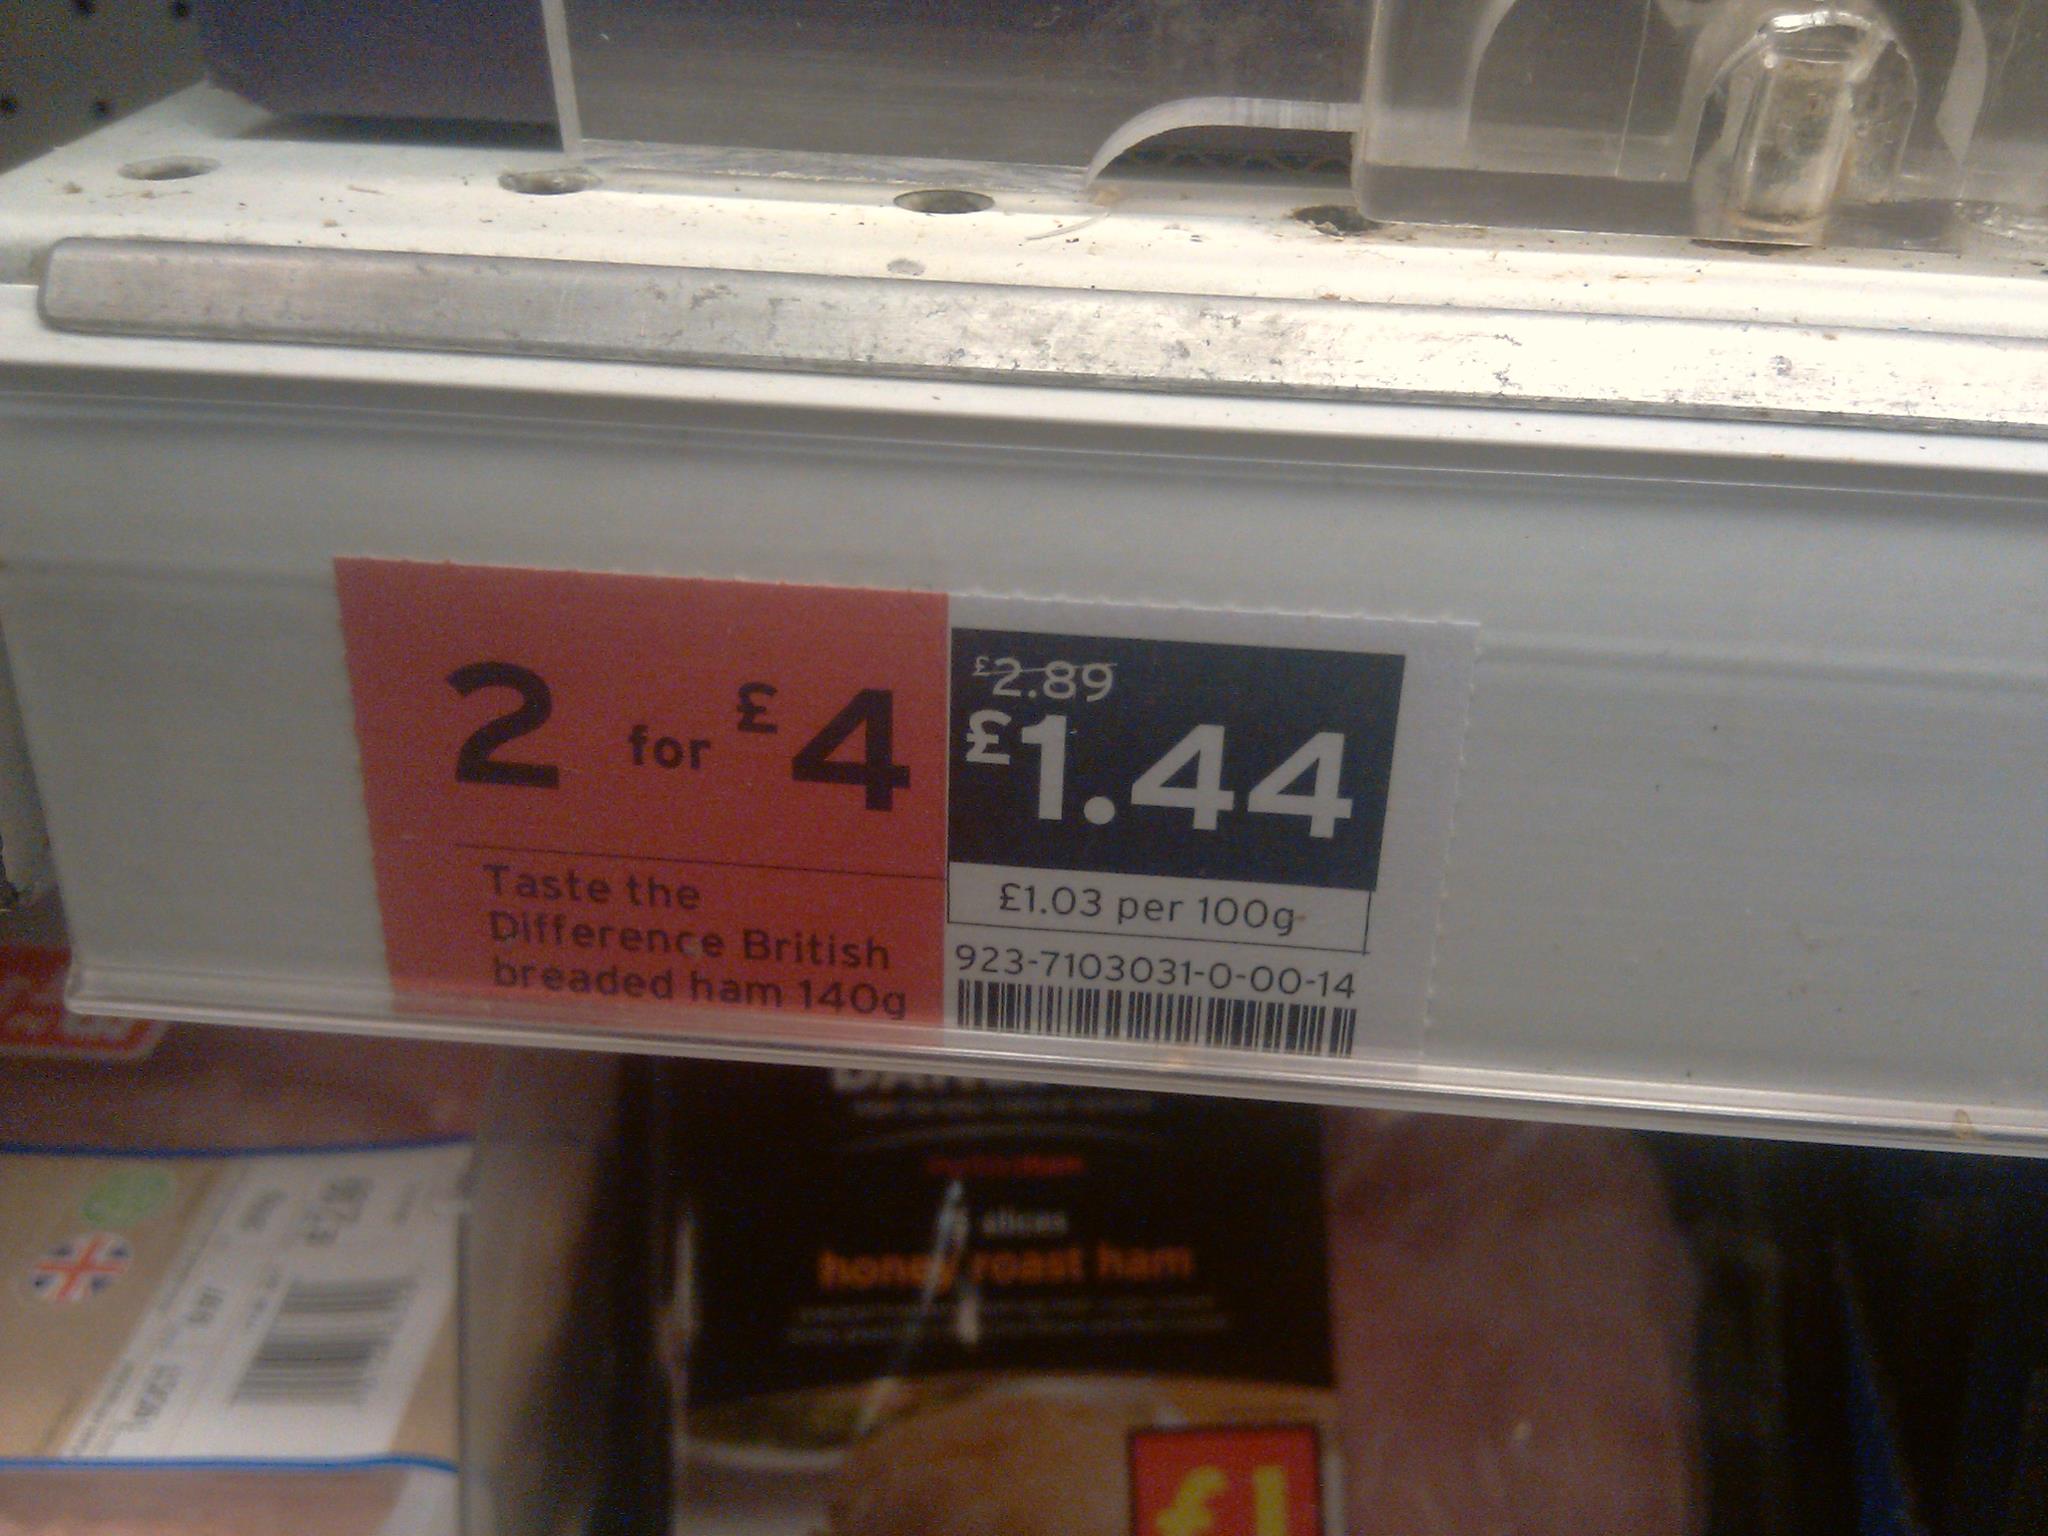 2 for £4
Taste the
Difference British
breaded ham 140g
£2.89
£1.44
£1.03 per 100g
923-7103031-0-00-14
slices
honey roast ham
£1